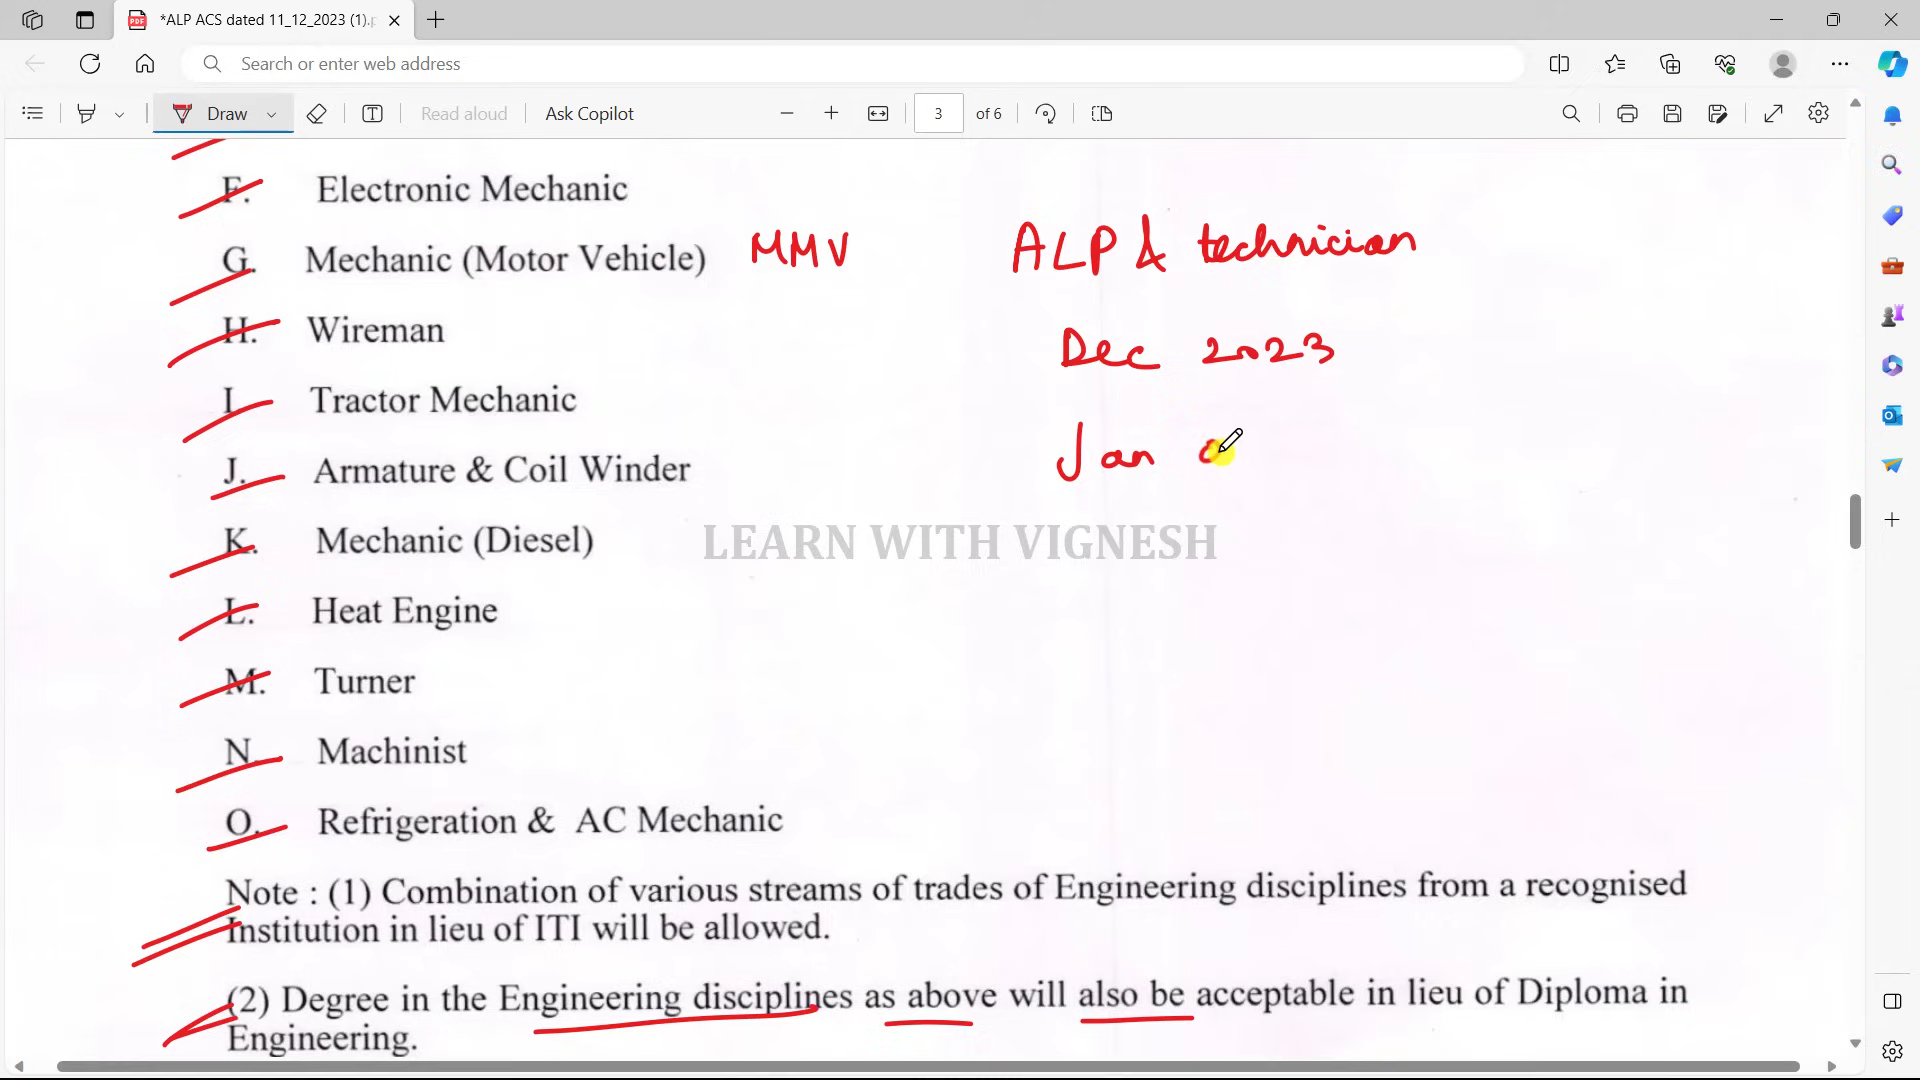 *ALP ACS dated 11_12_2023 (1).p
Search or enter web address
Draw
Read aloud
Ask Copilot
3 of 6
F. Electronic Mechanic
G. Mechanic (Motor Vehicle) MMV ALP & technician
H. Wireman Dec 2023
I. Tractor Mechanic
J. Armature & Coil Winder Jan
K. Mechanic (Diesel)
LEARN WITH VIGNESH
L. Heat Engine
M. Turner
N. Machinist
O. Refrigeration & AC Mechanic
Note : (1) Combination of various streams of trades of Engineering disciplines from a recognised
Institution in lieu of ITI will be allowed.
(2) Degree in the Engineering disciplines as above will also be acceptable in lieu of Diploma in
Engineering.